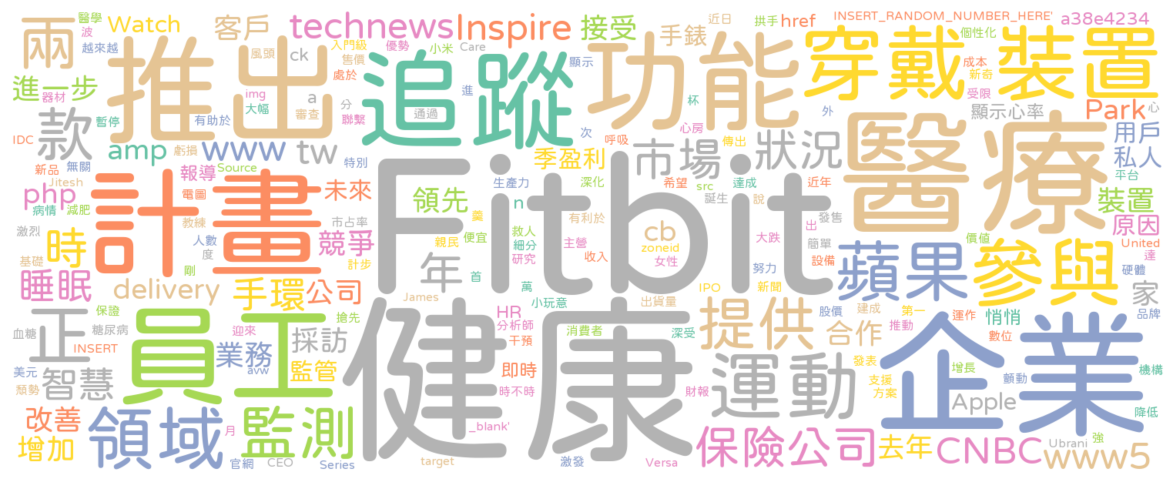 兩
醫學
波
越來越
Watch
客戶
風頭
ck
入門級
售價
處於
優勢
technews
小米
Care
Inspire
接受
顯示
近日
手錶
拱手
href
INSERT_RANDOM_NUMBER_HERE'
個性化
a38e4234
成本
新奇
受限
推出
追蹤
功能
穿戴
裝置
進一步
器材
暫停
有助於
img
大幅
a
審查
分
聯繫
通過
進
杯
外
顯示心率
Park
心
IDC
款
amp
虧損
www
tw
季盈利
次
呼吸
心房
傳出
市場
狀況
醫療
用戶
私人
平台
新品
無關
Jitesh
報導
Source
特別
未來
電圖
php
病情
減肥
教練
市占率
領先
生產力
n
深化
希望
src
達成
近年
誕生
說
裝置
原因
激烈
時
計畫
人數
度
競爭
羹
救人
細分
研究
有利於
主營
cb
zoneid
大跌
出
發售
簡單
設備
價值
United
達
基礎
睡眠
剛
計步
親民
便宜
年
首
萬
收入
女性
Fitbit
努力
蘋果
參與
硬體
家
品牌
delivery
手環
公司
James
小玩意
出貨量
IPO
新聞
股價
建成
第一
運作
悄悄
保證
血糖
糖尿病
正
INSERT
員工
迎來
搶先
採訪
HR
分析師
干預
消費者
深受
提供
合作
推動
數位
企業
美元
頹勢
智慧
業務
avw
監管
即時
時不時
健康
財報
運動
發表
增長
支援
方案
顫動
機構
Apple
降低
改善
增加
領域
月
官網
監測
CEO
Series
_blank'
target
激發
Versa
保險公司
去年
CNBC
強
Ubrani
www5